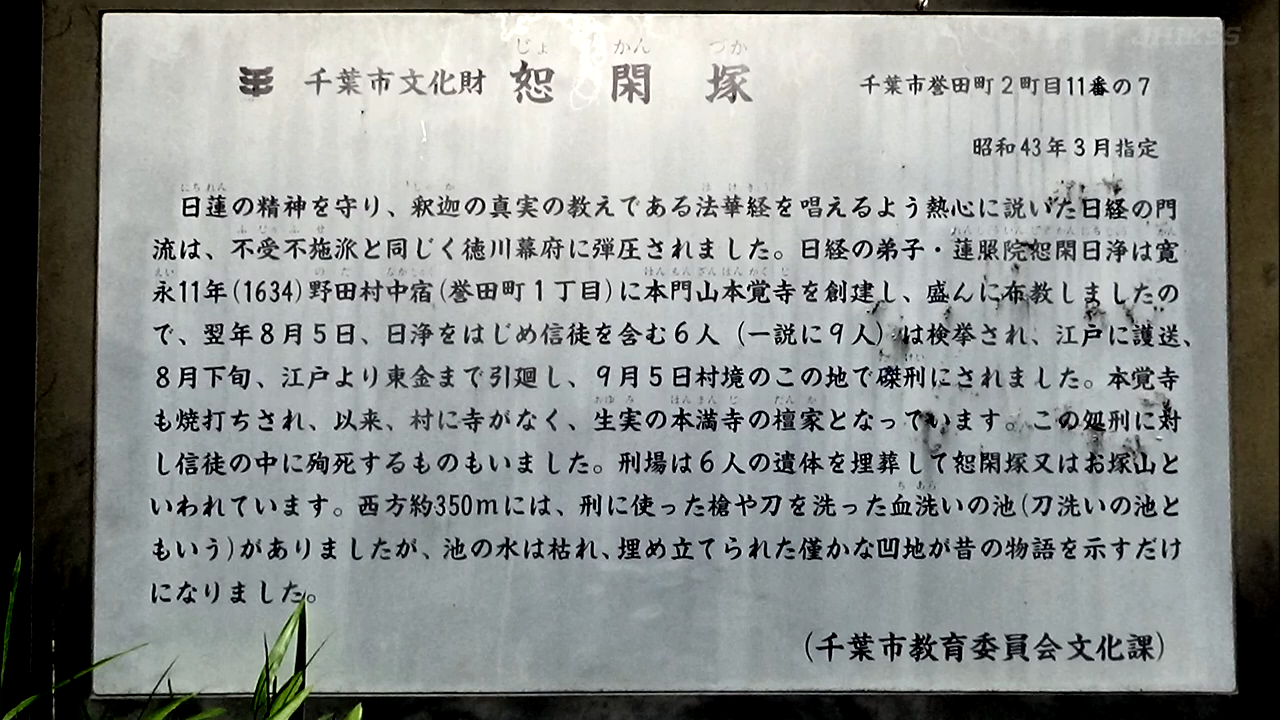 千葉市文化財 恕閑塚 千葉市誉田町2町目11番の7
じょ かん づか
昭和43年3月指定
日蓮の精神を守り、釈迦の真実の教えである法華経を唱えるよう熱心に説いた日経の門
流は、不受不施派と同じく徳川幕府に弾圧されました。日経の弟子・蓮照院恕閑日浄は寛
永11年(1634)野田村中宿(誉田町1丁目)に本門山本覚寺を創建し、盛んに布教しましたの
で、翌年8月5日、日浄をはじめ信徒を含む6人(一説に9人)は検挙され、江戸に護送、
8月下旬、江戸より東金まで引廻し、9月5日村境のこの地で磔刑にされました。本覚寺
も焼打ちされ、以来、村に寺がなく、生実の本満寺の檀家となっています。この処刑に対
し信徒の中に殉死するものもいました。刑場は6人の遺体を埋葬して恕閑塚又はお塚山と
いわれています。西方約350mには、刑に使った槍や刀を洗った血洗いの池(刀洗いの池と
もいう)がありましたが、池の水は枯れ、埋め立てられた僅かな凹地が昔の物語を示すだけ
になりました。
(千葉市教育委員会文化課)